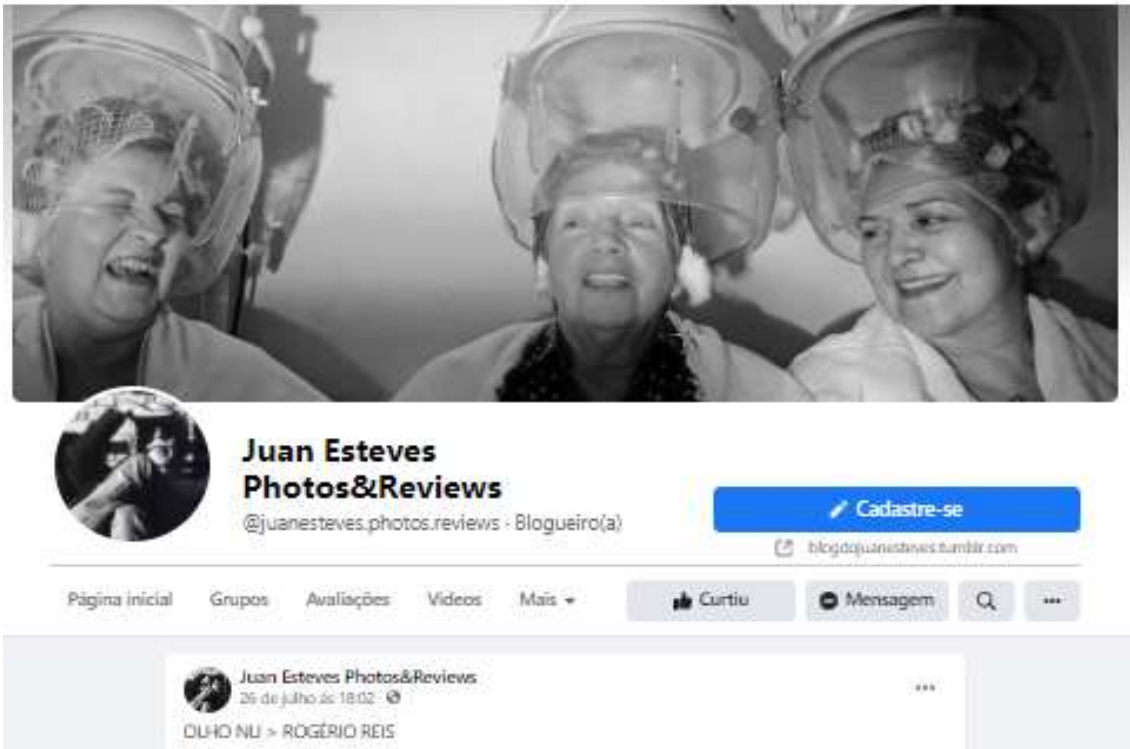 Juan Esteves
Photos&Reviews
@juanesteves.photos.reviews · Blogueiro(a)
Cadastre-se
blogdojuanesteves.tumblr.com
Página inicial Grupos Avaliações Vídeos Mais Curtiu Mensagem
Juan Esteves Photos&Reviews
26 de julho às 18:02
OLHO NU > ROGÉRIO REIS